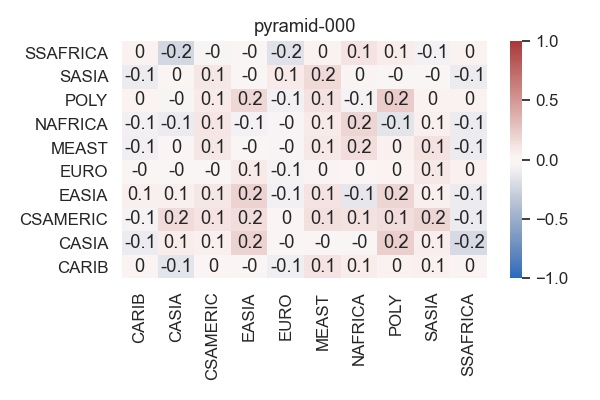 pyramid-000
SSAFRICA 0 -0.2 -0 -0 -0.2 0 0.1 0.1 -0.1 0
SASIA -0.1 0 0.1 -0 0.1 0.2 0 -0 -0 -0.1
POLY 0 -0 0.1 0.2 -0.1 0.1 -0.1 0.2 0 0
NAFRICA -0.1 -0.1 0.1 -0.1 -0 0.1 0.2 -0.1 0.1 -0.1
MEAST -0.1 0 0.1 -0 -0 0.1 0.2 0 0.1 -0.1
EURO -0 -0 -0 0.1 -0.1 0 0 0 0.1 0
EASIA 0.1 0.1 0.1 0.2 -0.1 0.1 -0.1 0.2 0.1 -0.1
CSAMERIC -0.1 0.2 0.1 0.2 0 0.1 0.1 0.1 0.2 -0.1
CASIA -0.1 0.1 0.1 0.2 -0 -0 -0 0.2 0.1 -0.2
CARIB 0 -0.1 0 -0 -0.1 0.1 0.1 0 0.1 0
CARIB CASIA CSAMERIC EASIA EURO MEAST NAFRICA POLY SASIA SSAFRICA
1.0
0.5
0.0
−0.5
−1.0